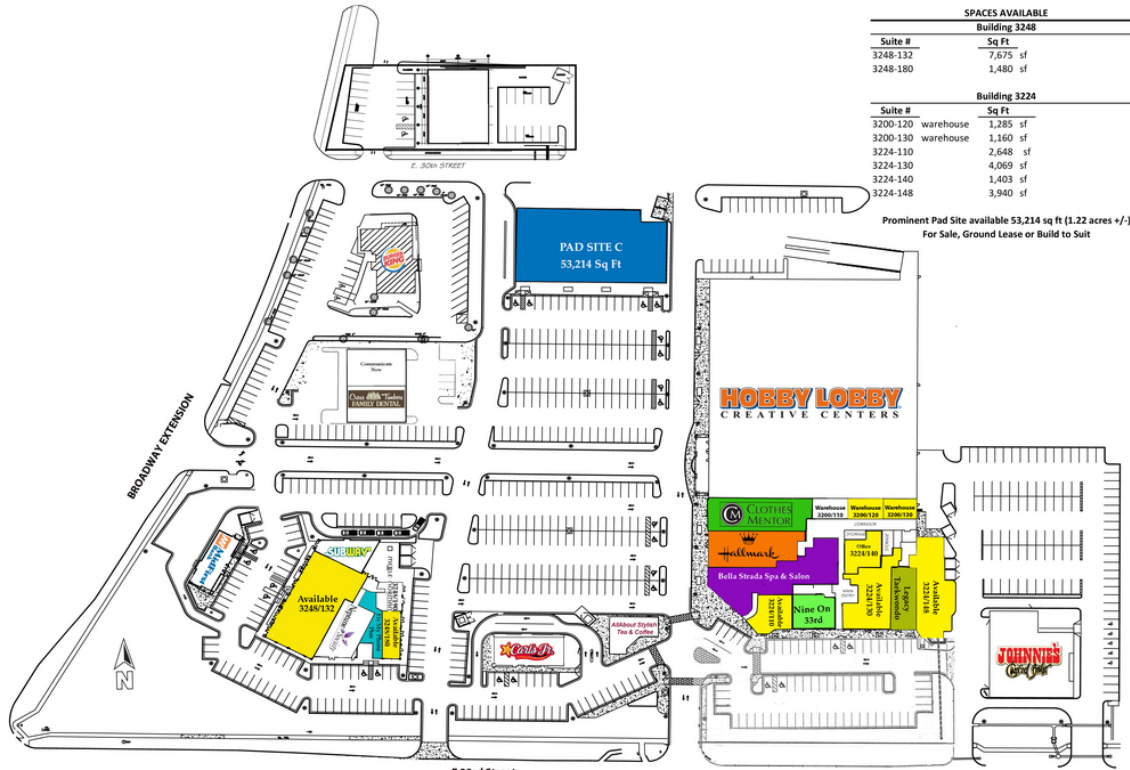 SPACES AVAILABLE
Building 3248
Suite # Sq Ft
3248-132 7,675 sf
3248-180 1,480 sf
Building 3224
Suite # Sq Ft
3200-120 warehouse 1,285 sf
3200-130 warehouse 1,160 sf
3224-110 2,648 sf
3224-130 4,069 sf
3224-140 1,403 sf
3224-148 3,940 sf
Prominent Pad Site available 53,214 sq ft (1.22 acres +/-)
For Sale, Ground Lease or Build to Suit
E. 30th STREET
PAD SITE C
53,214 Sq Ft
BURGER
KING
Communicate
Now
Cross Timbers
FAMILY DENTAL
BROADWAY EXTENSION
HOBBY LOBBY
CREATIVE CENTERS
CM CLOTHES
MENTOR
Warehouse
3200/110
Warehouse
3200/120
Warehouse
3200/130
CORRIDOR
Hallmark
STORAGE
Office
3224/140
Bella Strada Spa & Salon
Available
3224/110
Nine On
33rd
Available
3224/130
Legacy
Taekwondo
Available
3224/148
MidFirst
SUBWAY
Available
3248/132
Available
3248/180
N
Carl's Jr.
AllAbout Stylish
Tea & Coffee
JOHNNIE'S